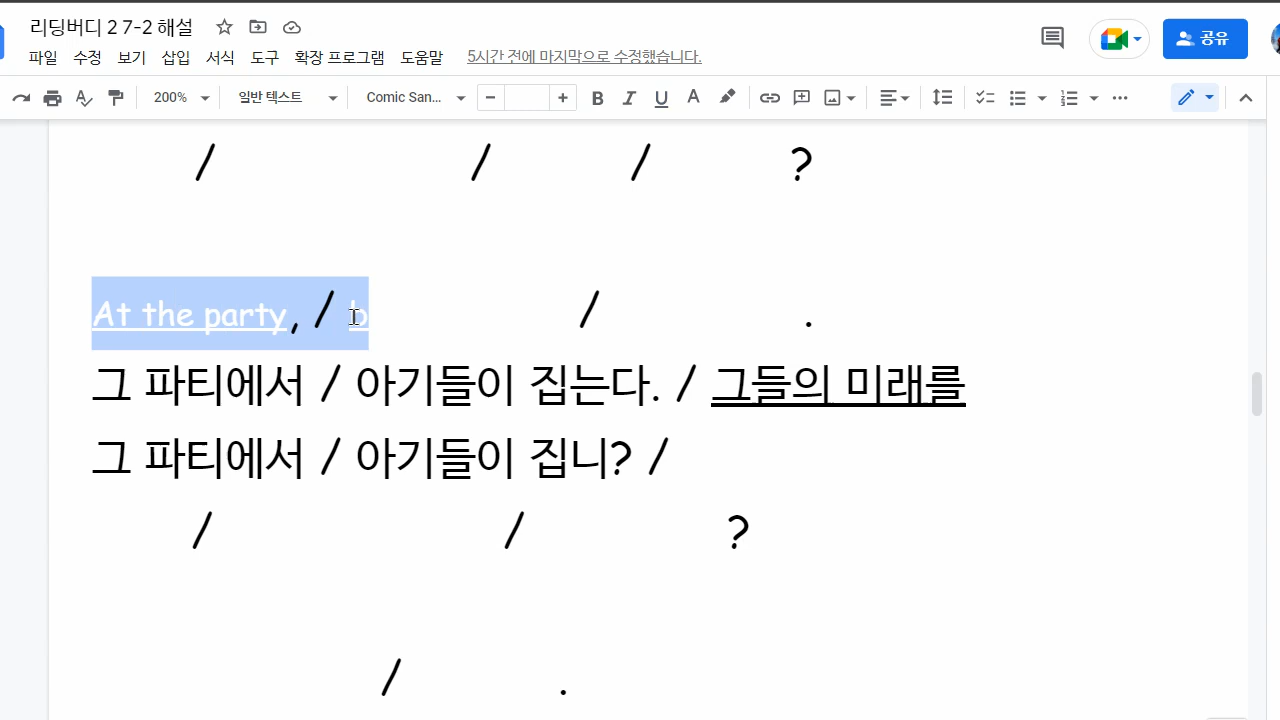 리딩버디 2 7-2 해설
파일 수정 보기 삽입 서식 도구 확장 프로그램 도움말 5시간 전에 마지막으로 수정했습니다.
공유
200% 일반 텍스트 Comic San... − + B I U A
/ / / ?
At the party, / b / .
그 파티에서 / 아기들이 집는다. / 그들의 미래를
그 파티에서 / 아기들이 집니? /
/ / ?
/ .